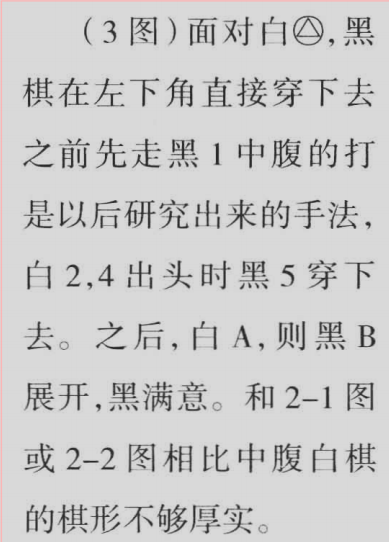 （3图）面对白△,黑
棋在左下角直接穿下去
之前先走黑1中腹的打
是以后研究出来的手法,
白2,4出头时黑5穿下
去。之后,白A,则黑B
展开,黑满意。和2-1图
或2-2图相比中腹白棋
的棋形不够厚实。